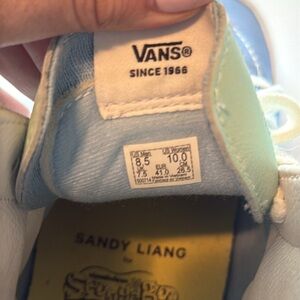 VANS®
SINCE 1966
US Men US Women
8.5 10.0
UK EUR CM
7.5 41.0 26.5
SANDY LIANG
for